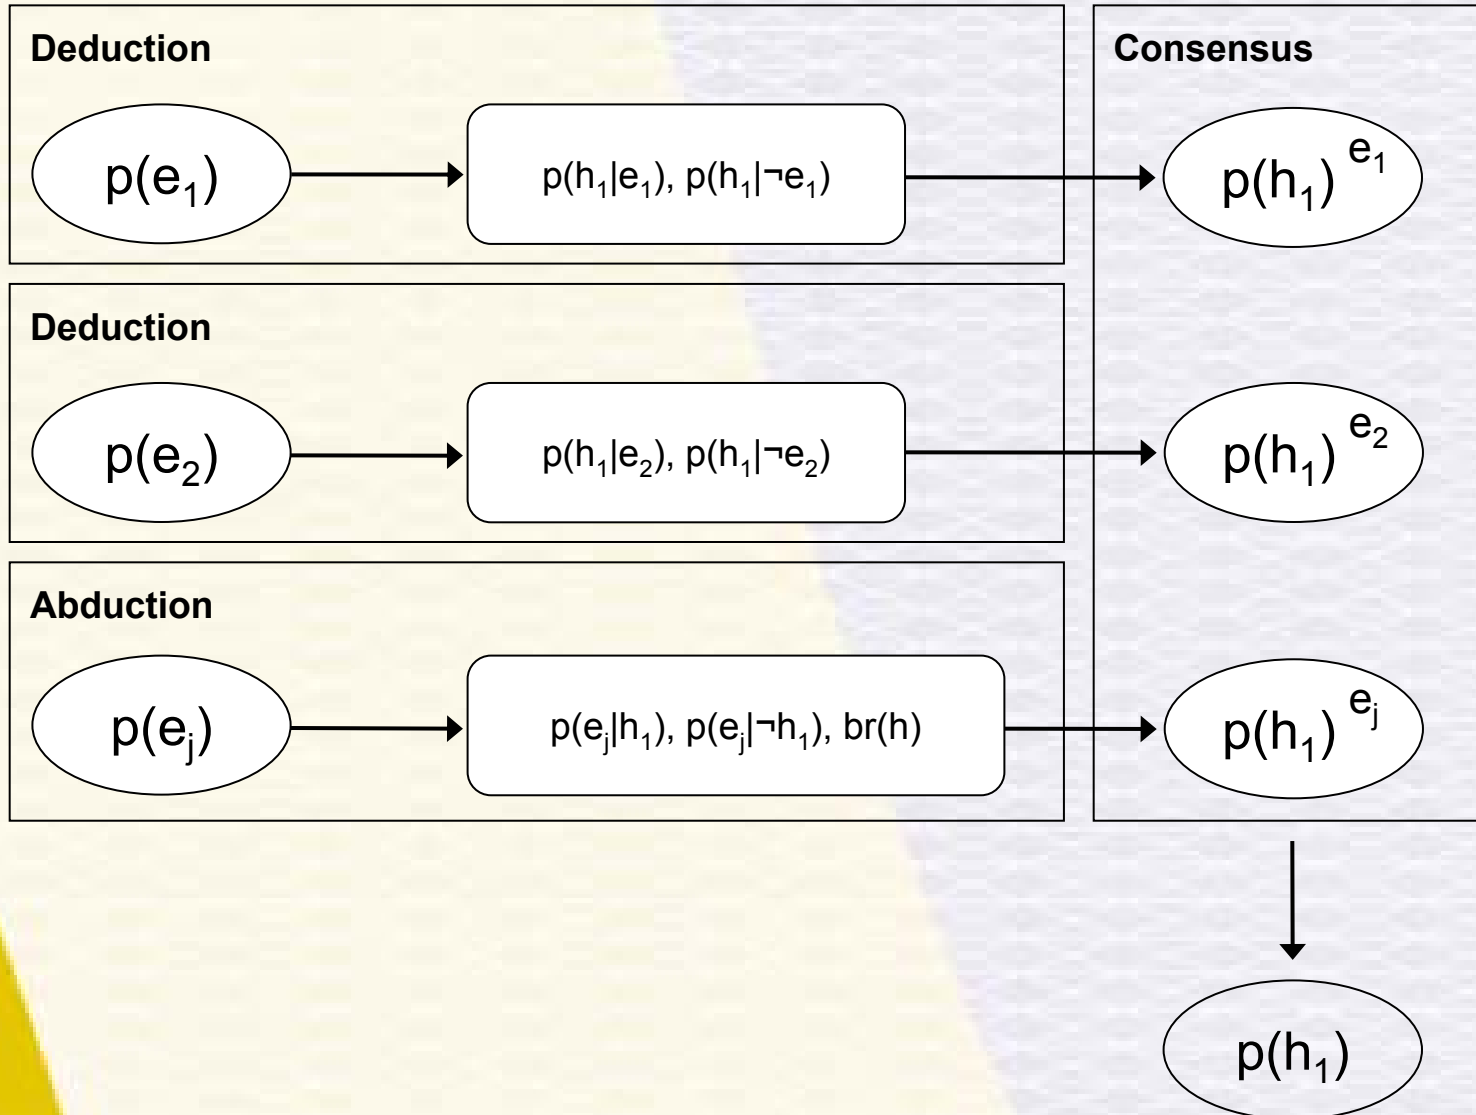 Deduction
Consensus
p(e₁)
p(h₁|e₁), p(h₁|¬e₁)
p(h₁) e₁
Deduction
p(e₂)
p(h₁|e₂), p(h₁|¬e₂)
p(h₁) e₂
Abduction
p(eⱼ)
p(eⱼ|h₁), p(eⱼ|¬h₁), br(h)
p(h₁) eⱼ
p(h₁)